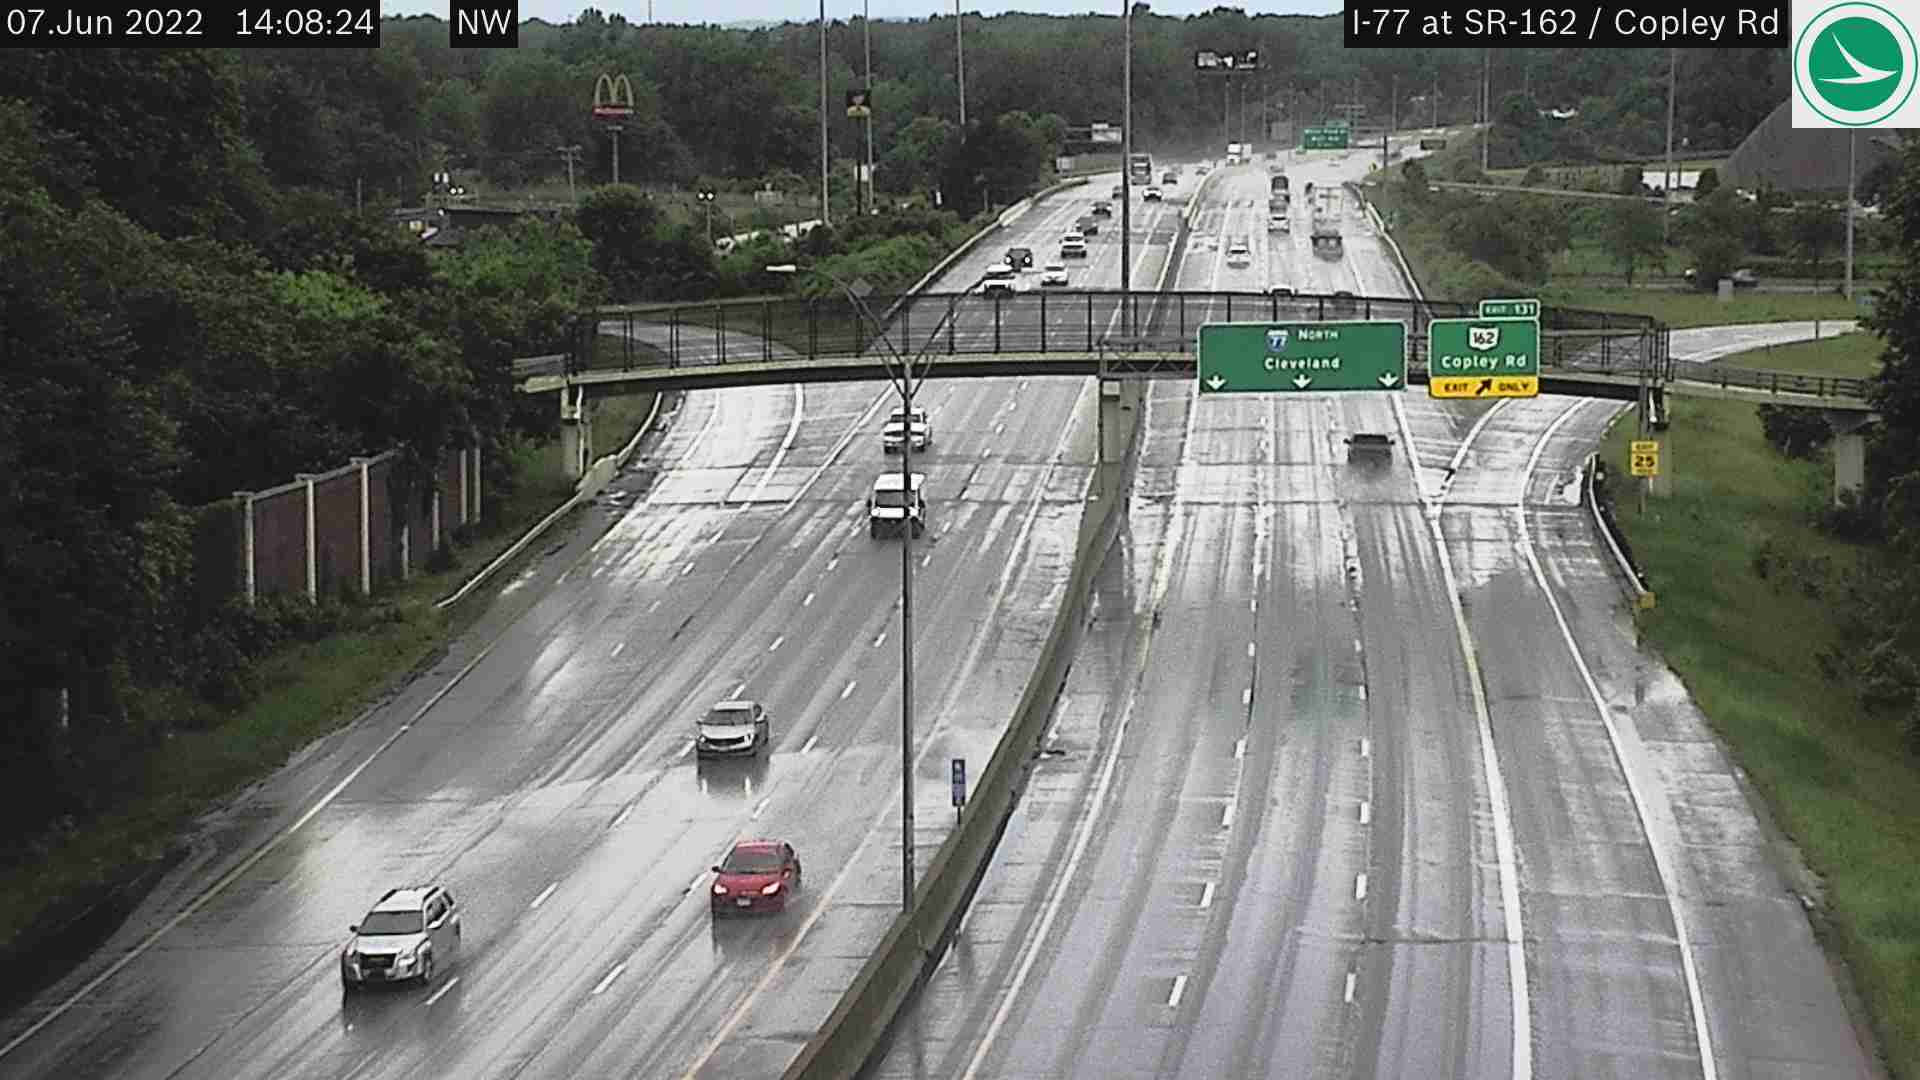 07.Jun 2022 14:08:24
NW
I-77 at SR-162 / Copley Rd
McDonald's
EXIT 131
77 NORTH
Cleveland
162
Copley Rd
EXIT ONLY
EXIT
25